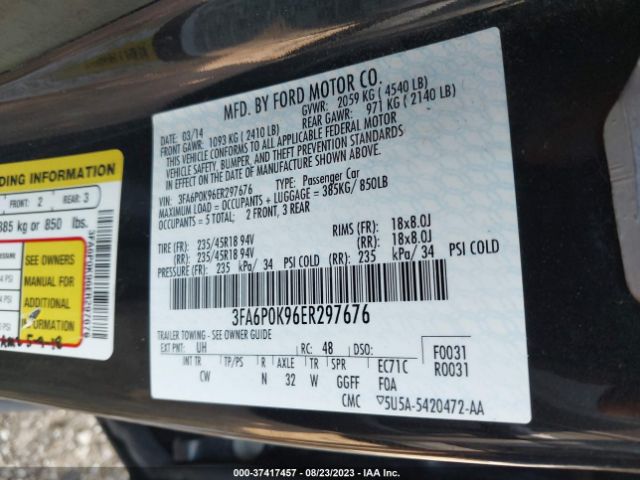 MFD. BY FORD MOTOR CO.
DATE: 03/14
GVWR: 2059 KG ( 4540 LB)
FRONT GAWR: 1093 KG ( 2410 LB)
REAR GAWR: 971 KG ( 2140 LB)
THIS VEHICLE CONFORMS TO ALL APPLICABLE FEDERAL MOTOR
VEHICLE SAFETY, BUMPER, AND THEFT PREVENTION STANDARDS
IN EFFECT ON THE DATE OF MANUFACTURE SHOWN ABOVE.
VIN: 3FA6P0K96ER297676
TYPE: Passenger Car
MAXIMUM LOAD = OCCUPANTS + LUGGAGE = 385KG/ 850LB
OCCUPANTS = 5 TOTAL; 2 FRONT, 3 REAR
TIRE (FR): 235/45R18 94V RIMS (FR): 18x8.0J
(RR): 235/45R18 94V (RR): 18x8.0J
PRESSURE (FR): 235 kPa/ 34 PSI COLD (RR): 235 kPa/ 34 PSI COLD
3FA6P0K96ER297676
TRAILER TOWING - SEE OWNER GUIDE
EXT PNT: UH RC: 48 DSO: F0031
R0031
INT TR TP/PS R AXLE TR SPR EC71C
CW N 32 W GGFF F0A
CMC ▽5U5A-5420472-AA
DING INFORMATION
FRONT: 2 REAR: 3
385 kg or 850 lbs.
3FA6P0K96ER297676
SEE OWNERS
MANUAL FOR
ADDITIONAL
INFORMATION
000-37417457 - 08/23/2023 - IAA Inc.